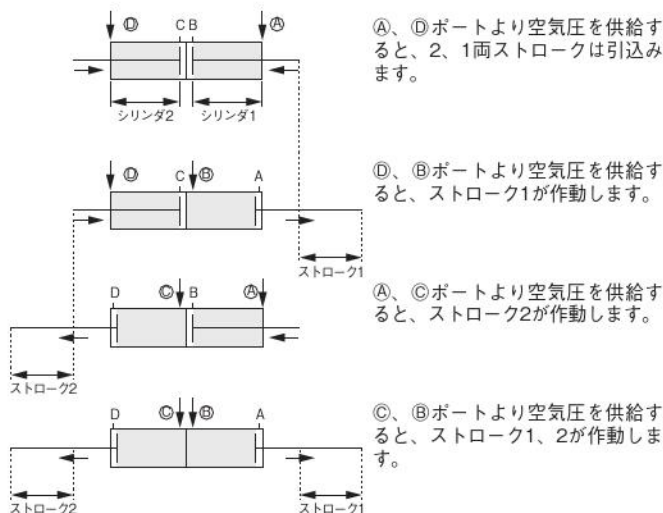 Ⓓ C B Ⓐ
シリンダ2 シリンダ1
Ⓐ、Ⓓポートより空気圧を供給す
ると、2、1両ストロークは引込み
ます。
Ⓓ C Ⓑ A
ストローク1
Ⓓ、Ⓑポートより空気圧を供給す
ると、ストローク1が作動します。
D Ⓒ B Ⓐ
ストローク2
Ⓐ、Ⓒポートより空気圧を供給す
ると、ストローク2が作動します。
D Ⓒ Ⓑ A
ストローク2 ストローク1
Ⓒ、Ⓑポートより空気圧を供給す
ると、ストローク1、2が作動しま
す。